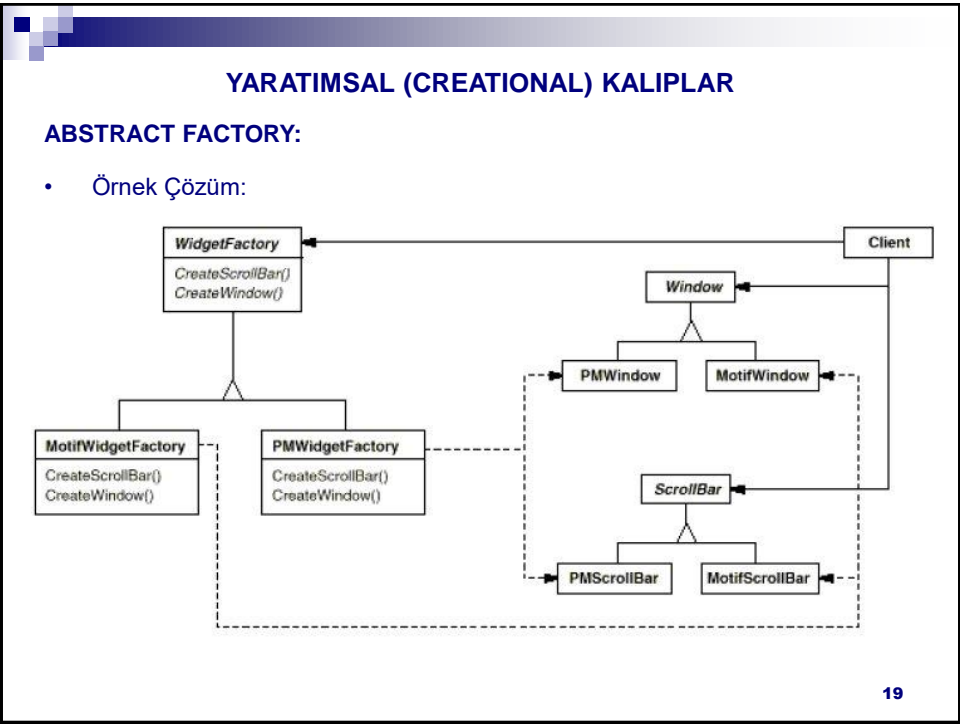 YARATIMSAL (CREATIONAL) KALIPLAR
ABSTRACT FACTORY:
• Örnek Çözüm:
WidgetFactory
CreateScrollBar()
CreateWindow()
Client
Window
PMWindow
MotifWindow
MotifWidgetFactory
CreateScrollBar()
CreateWindow()
PMWidgetFactory
CreateScrollBar()
CreateWindow()
ScrollBar
PMScrollBar
MotifScrollBar
19